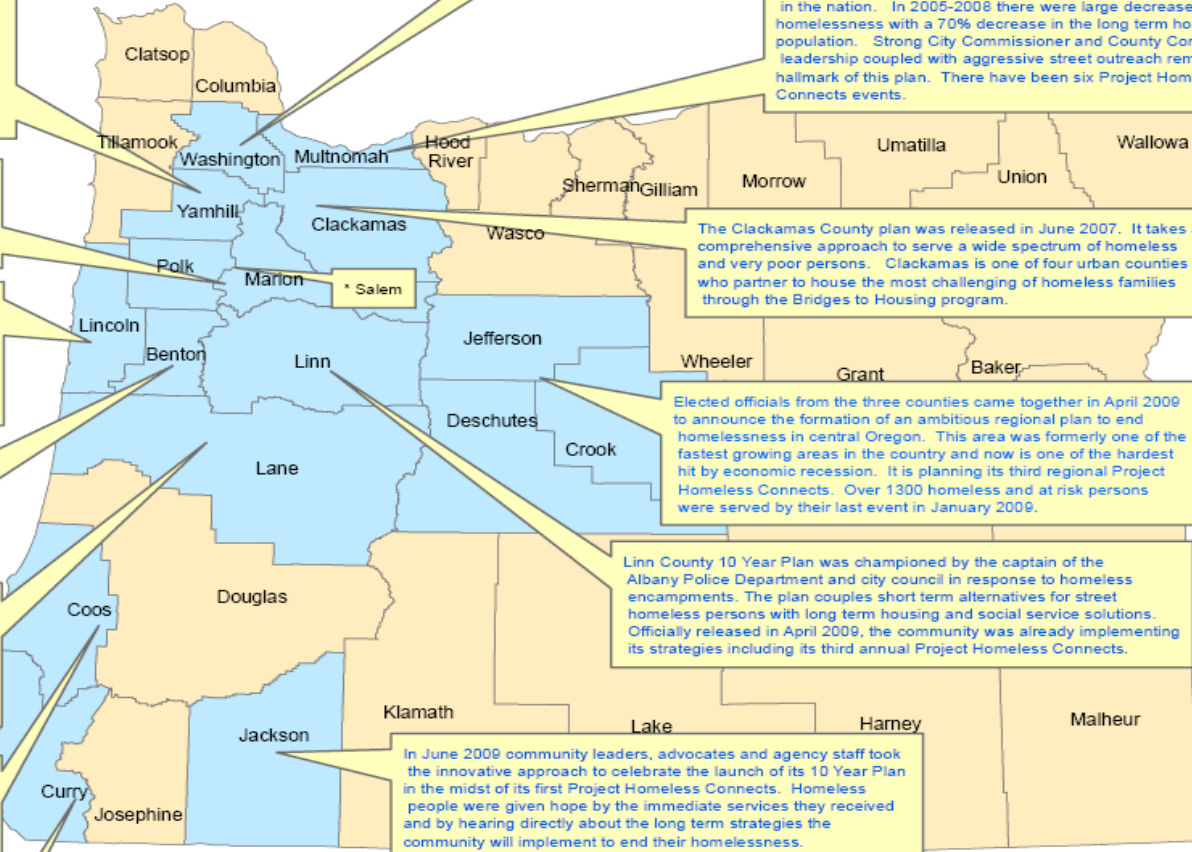 in the nation. In 2005-2008 there were large decrease
homelessness with a 70% decrease in the long term ho
population. Strong City Commissioner and County Co
leadership coupled with aggressive street outreach rem
hallmark of this plan. There have been six Project Hom
Connects events.
Clatsop
Columbia
Tillamook
Washington
Multnomah
Hood
River
Umatilla
Wallowa
Union
Sherman
Gilliam
Morrow
Yamhill
Clackamas
Wasco
The Clackamas County plan was released in June 2007. It takes
comprehensive approach to serve a wide spectrum of homeless
and very poor persons. Clackamas is one of four urban counties
who partner to house the most challenging of homeless families
through the Bridges to Housing program.
Polk
Marion
* Salem
Lincoln
Benton
Linn
Jefferson
Wheeler
Grant
Baker
Deschutes
Crook
Elected officials from the three counties came together in April 2009
to announce the formation of an ambitious regional plan to end
homelessness in central Oregon. This area was formerly one of the
fastest growing areas in the country and now is one of the hardest
hit by economic recession. It is planning its third regional Project
Homeless Connects. Over 1300 homeless and at risk persons
were served by their last event in January 2009.
Lane
Linn County 10 Year Plan was championed by the captain of the
Albany Police Department and city council in response to homeless
encampments. The plan couples short term alternatives for street
homeless persons with long term housing and social service solutions.
Officially released in April 2009, the community was already implementing
its strategies including its third annual Project Homeless Connects.
Coos
Douglas
Klamath
Lake
Harney
Malheur
Jackson
Curry
Josephine
In June 2009 community leaders, advocates and agency staff took
the innovative approach to celebrate the launch of its 10 Year Plan
in the midst of its first Project Homeless Connects. Homeless
people were given hope by the immediate services they received
and by hearing directly about the long term strategies the
community will implement to end their homelessness.